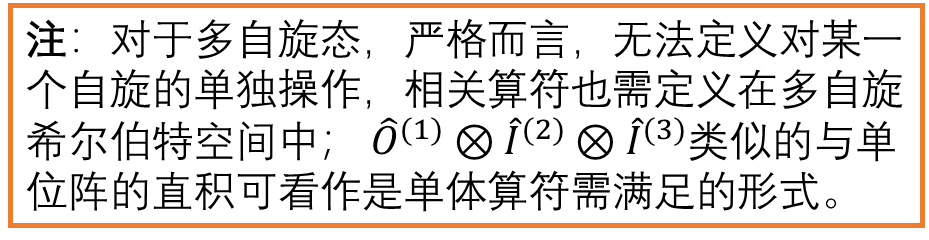 注：对于多自旋态，严格而言，无法定义对某一
个自旋的单独操作，相关算符也需定义在多自旋
希尔伯特空间中； Ô⁽¹⁾ ⊗ Î⁽²⁾ ⊗ Î⁽³⁾类似的与单
位阵的直积可看作是单体算符需满足的形式。